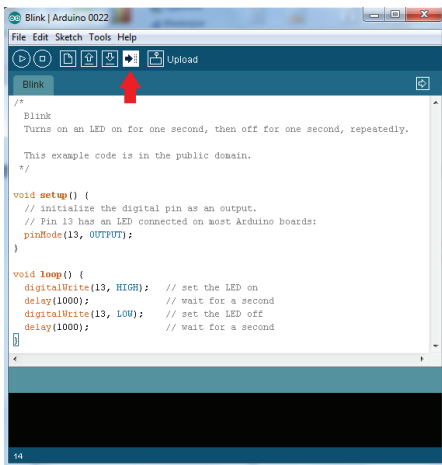 Blink | Arduino 0022
File Edit Sketch Tools Help
Upload
Blink
/*
  Blink
  Turns on an LED on for one second, then off for one second, repeatedly.

  This example code is in the public domain.
 */

void setup() {
  // initialize the digital pin as an output.
  // Pin 13 has an LED connected on most Arduino boards:
  pinMode(13, OUTPUT);
}

void loop() {
  digitalWrite(13, HIGH);   // set the LED on
  delay(1000);              // wait for a second
  digitalWrite(13, LOW);    // set the LED off
  delay(1000);              // wait for a second
}
14